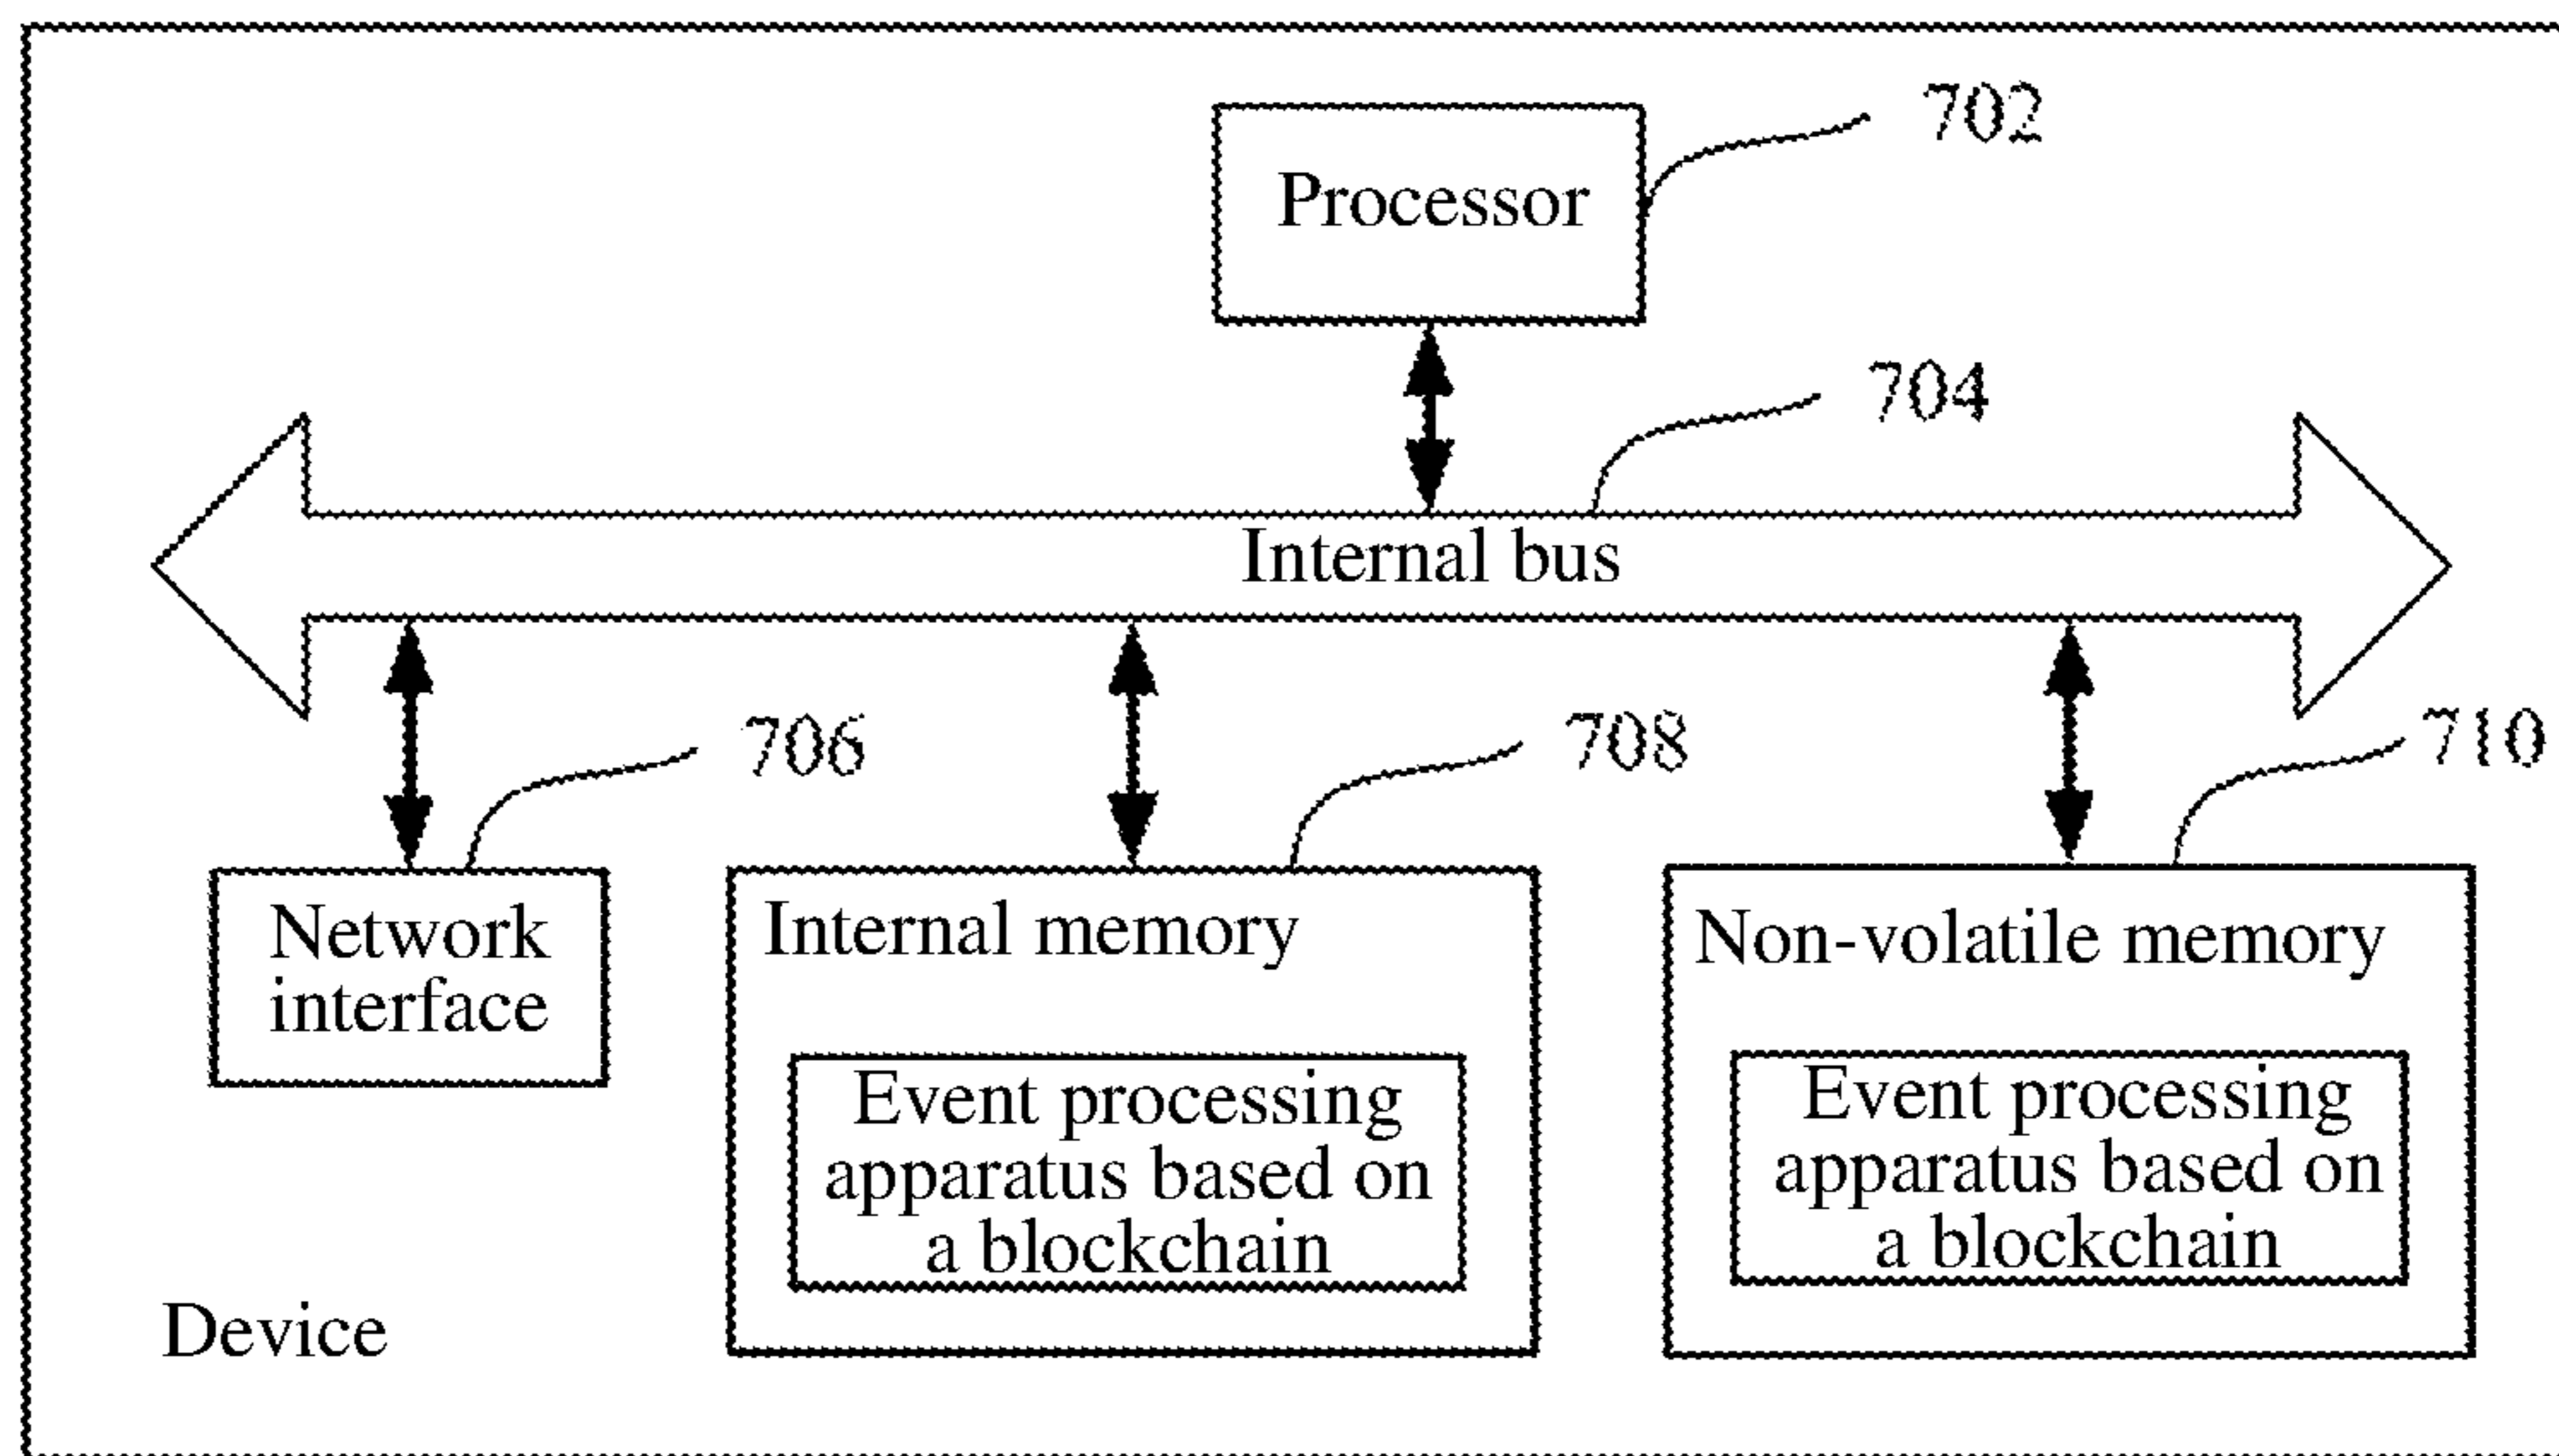 702
Processor
704
Internal bus
706
708
710
Network
interface
Internal memory
Event processing
apparatus based on
a blockchain
Non-volatile memory
Event processing
apparatus based on
a blockchain
Device